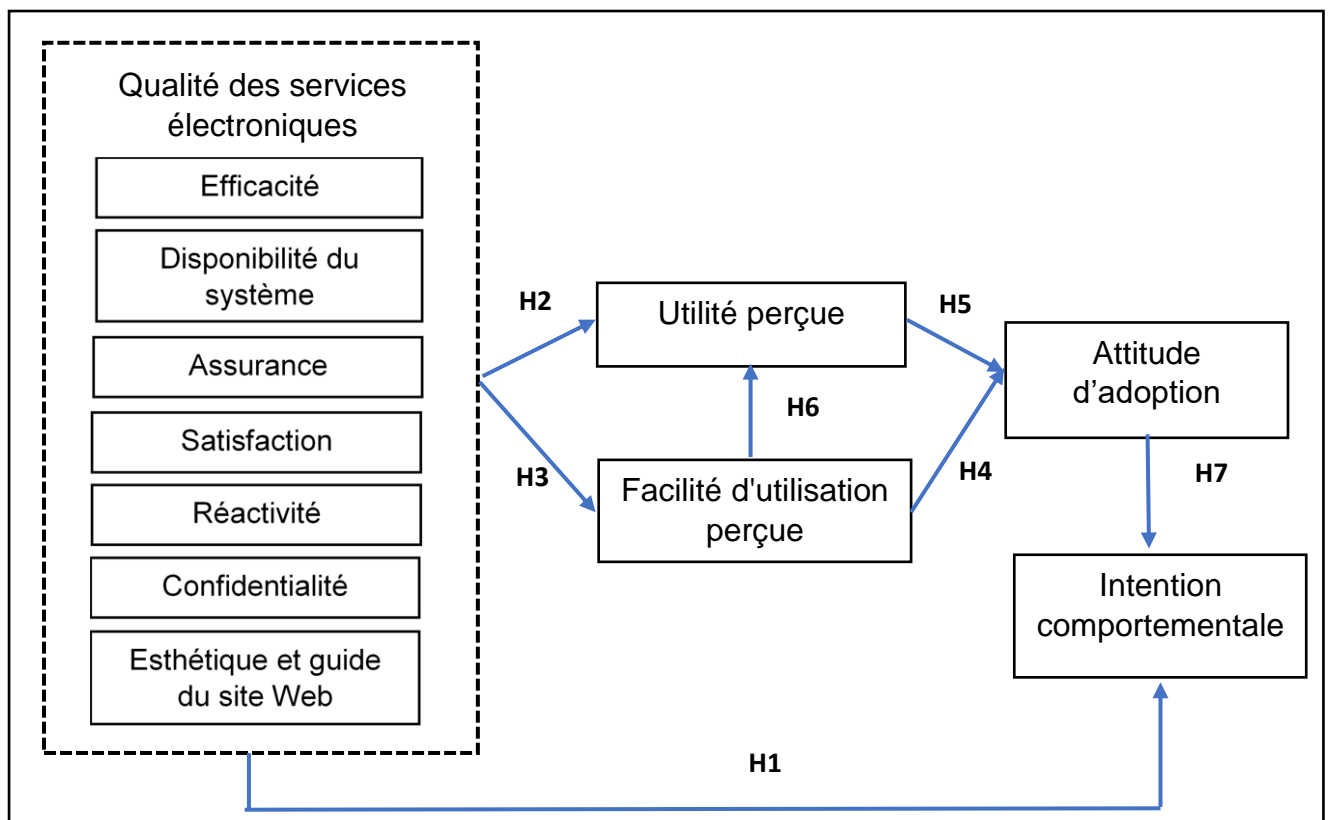 Qualité des services
électroniques
Efficacité
Disponibilité du
système
Assurance
Satisfaction
Réactivité
Confidentialité
Esthétique et guide
du site Web
H2
H3
Utilité perçue
H6
Facilité d'utilisation
perçue
H5
H4
Attitude
d’adoption
H7
Intention
comportementale
H1